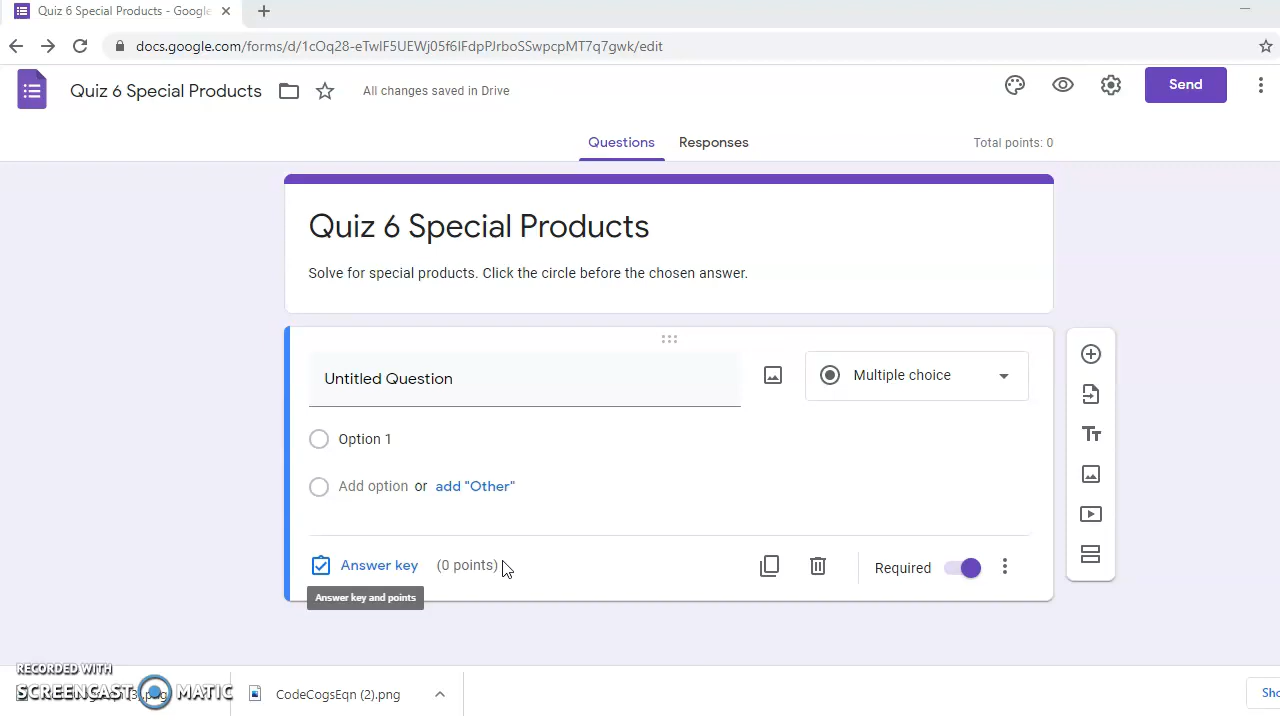 Quiz 6 Special Products - Google
docs.google.com/forms/d/1cOq28-eTwlF5UEWJ05f6IFdpPJrboSSwpcpMT7q7gwk/edit
Quiz 6 Special Products
All changes saved in Drive
Send
Questions
Responses
Total points: 0
Quiz 6 Special Products
Solve for special products. Click the circle before the chosen answer.
Untitled Question
Multiple choice
Option 1
Add option or add "Other"
Answer key (0 points)
Required
Answer key and points
RECORDED WITH
SCREENCAST MATIC
CodeCogsEqn (2).png